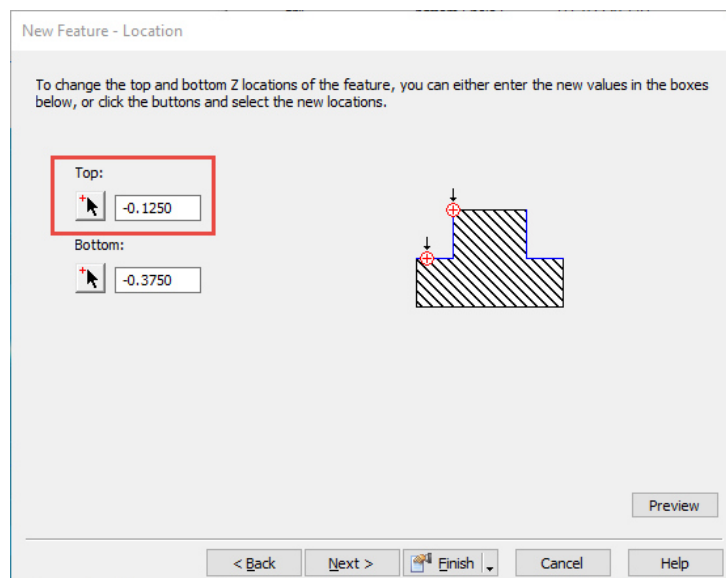 New Feature - Location
To change the top and bottom Z locations of the feature, you can either enter the new values in the boxes
below, or click the buttons and select the new locations.
Top:
-0.1250
Bottom:
-0.3750
Preview
< Back Next > Finish Cancel Help